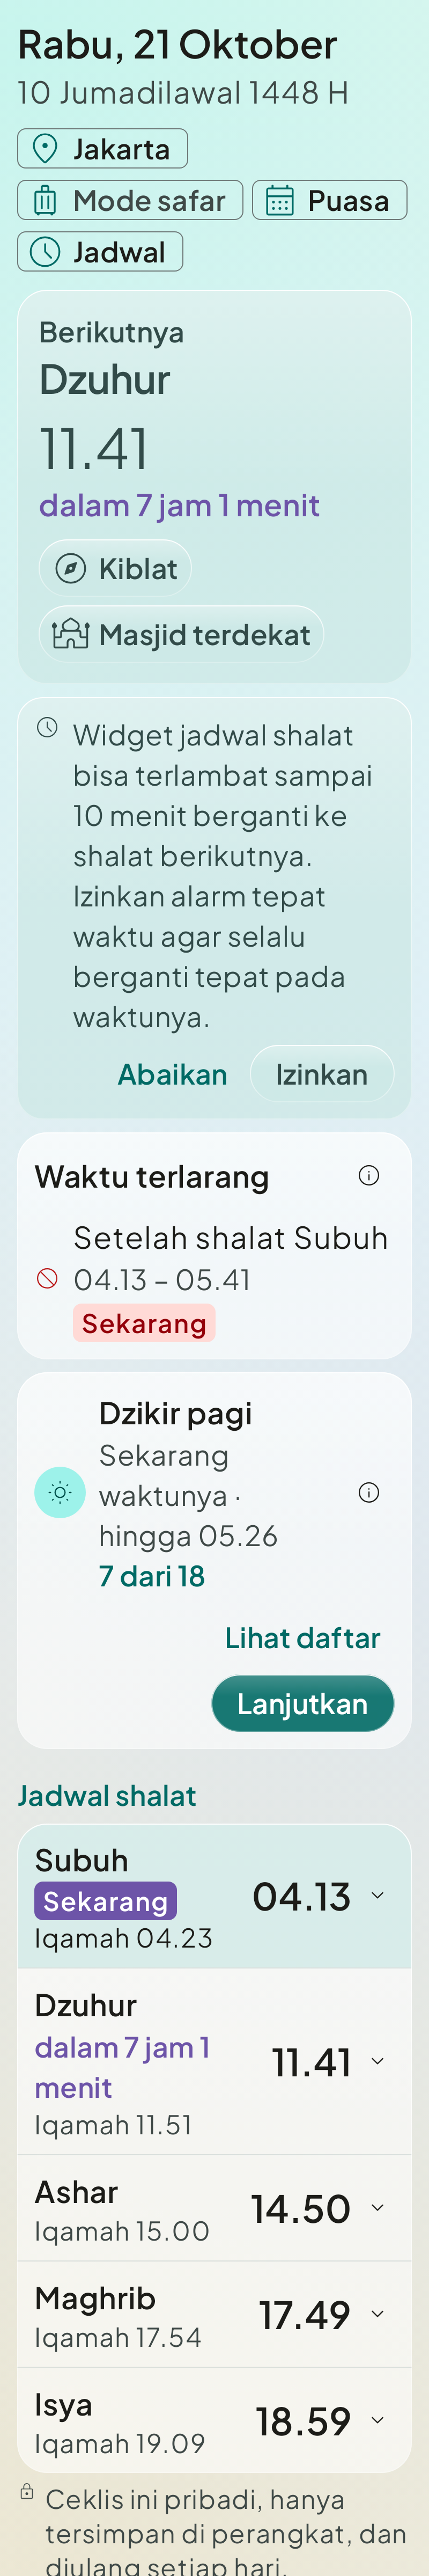 Rabu, 21 Oktober
10 Jumadilawal 1448 H
Jakarta
Mode safar
Puasa
Jadwal
Berikutnya
Dzuhur
11.41
dalam 7 jam 1 menit
Kiblat
Masjid terdekat
Widget jadwal shalat
bisa terlambat sampai
10 menit berganti ke
shalat berikutnya.
Izinkan alarm tepat
waktu agar selalu
berganti tepat pada
waktunya.
Abaikan
Izinkan
Waktu terlarang
Setelah shalat Subuh
04.13 – 05.41
Sekarang
Dzikir pagi
Sekarang
waktunya ·
hingga 05.26
7 dari 18
Lihat daftar
Lanjutkan
Jadwal shalat
Subuh
Sekarang
Iqamah 04.23
04.13
Dzuhur
dalam 7 jam 1
menit
Iqamah 11.51
11.41
Ashar
Iqamah 15.00
14.50
Maghrib
Iqamah 17.54
17.49
Isya
Iqamah 19.09
18.59
Ceklis ini pribadi, hanya
tersimpan di perangkat, dan
diulang setiap hari.